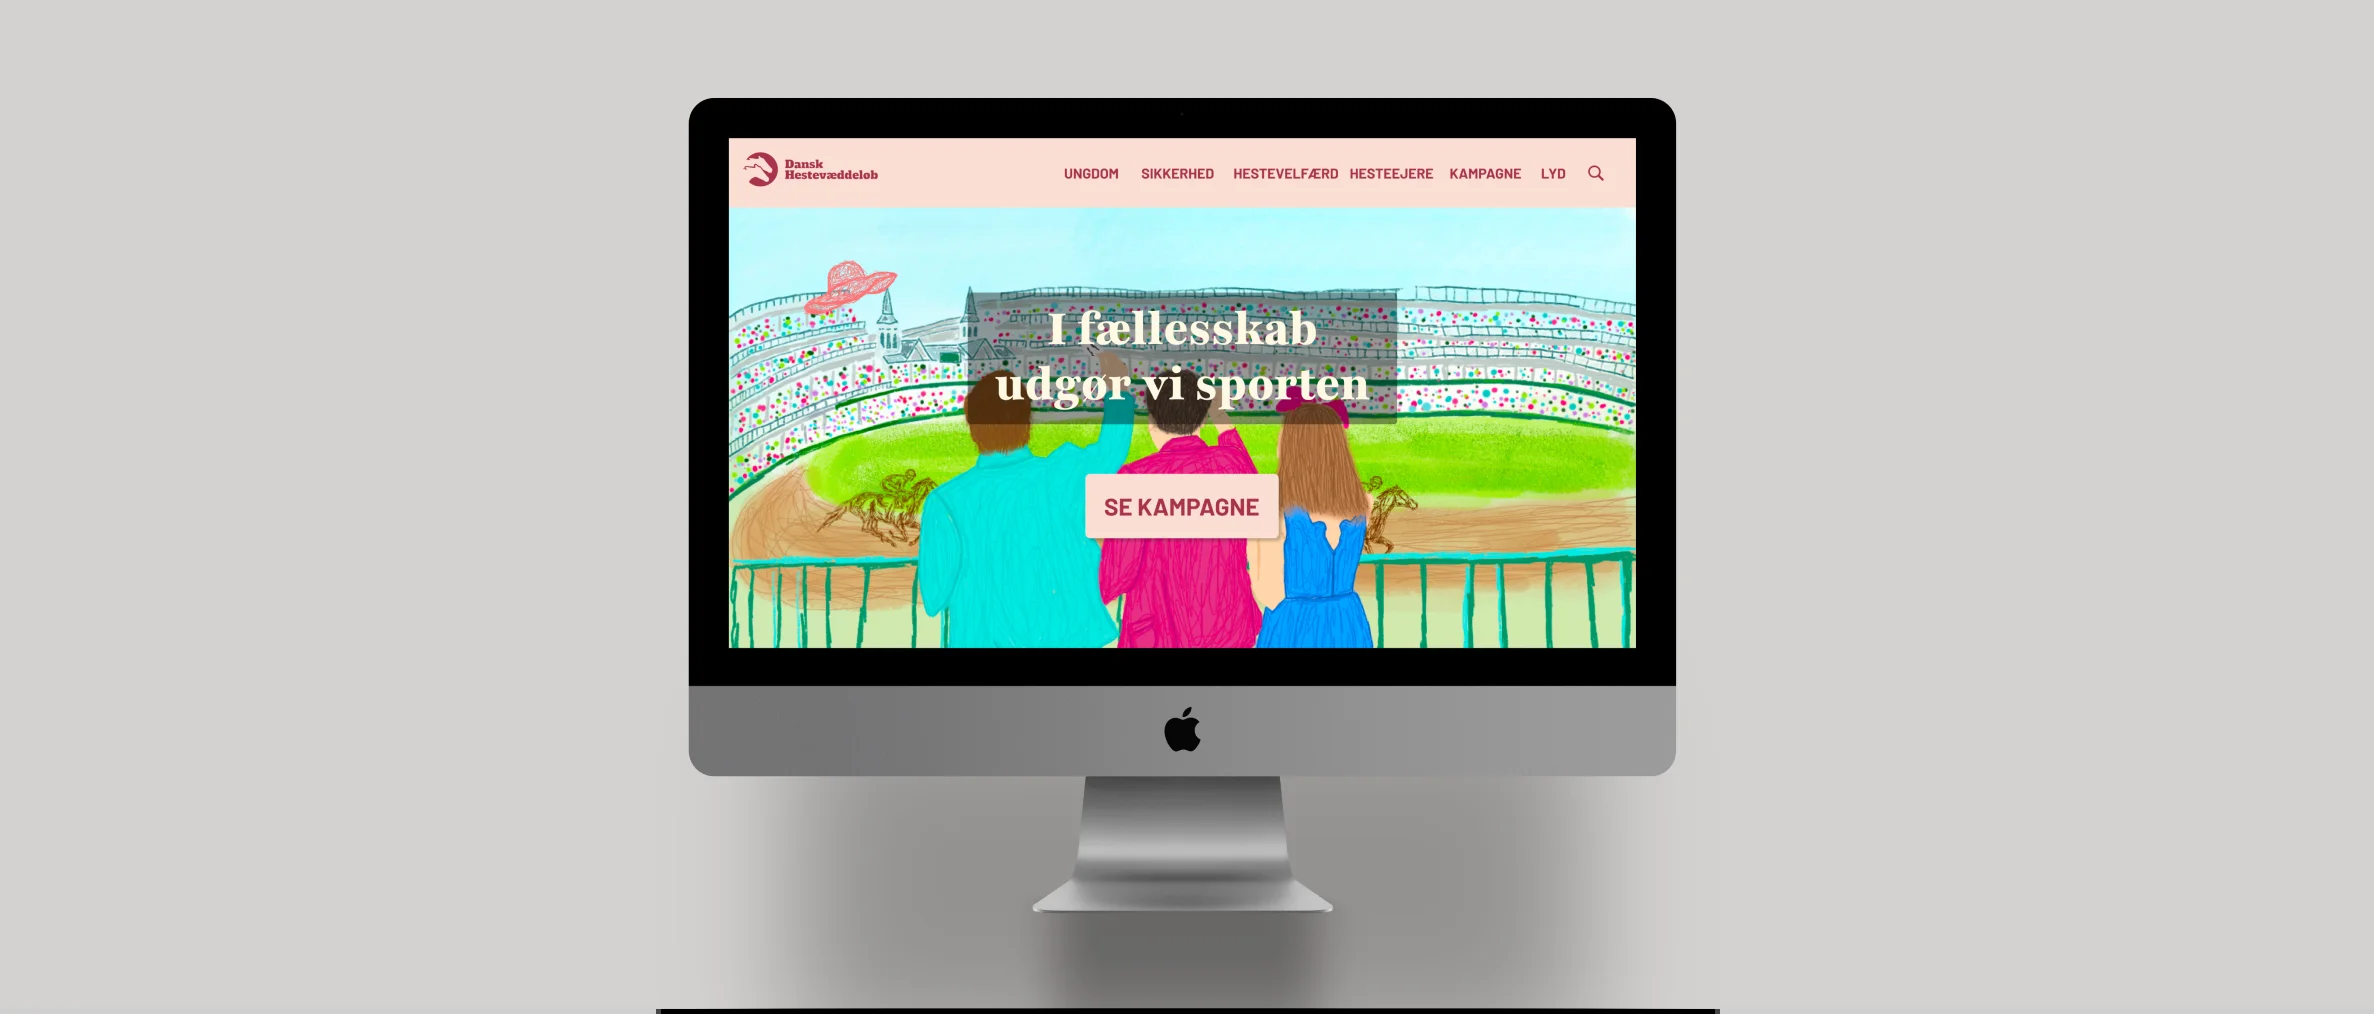 Dansk
Hestevæddeløb
UNGDOM SIKKERHED HESTEVELFÆRD HESTEEJERE KAMPAGNE LYD
I fællesskab
udgør vi sporten
SE KAMPAGNE